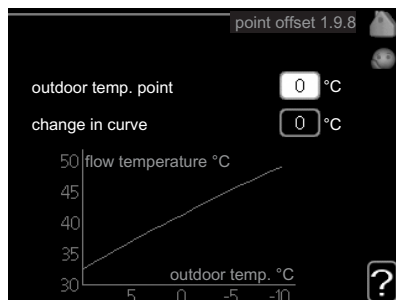 point offset 1.9.8
outdoor temp. point 0 °C
change in curve 0 °C
50 flow temperature °C
45
40
35
30
outdoor temp. °C
5 0 -5 -10
?